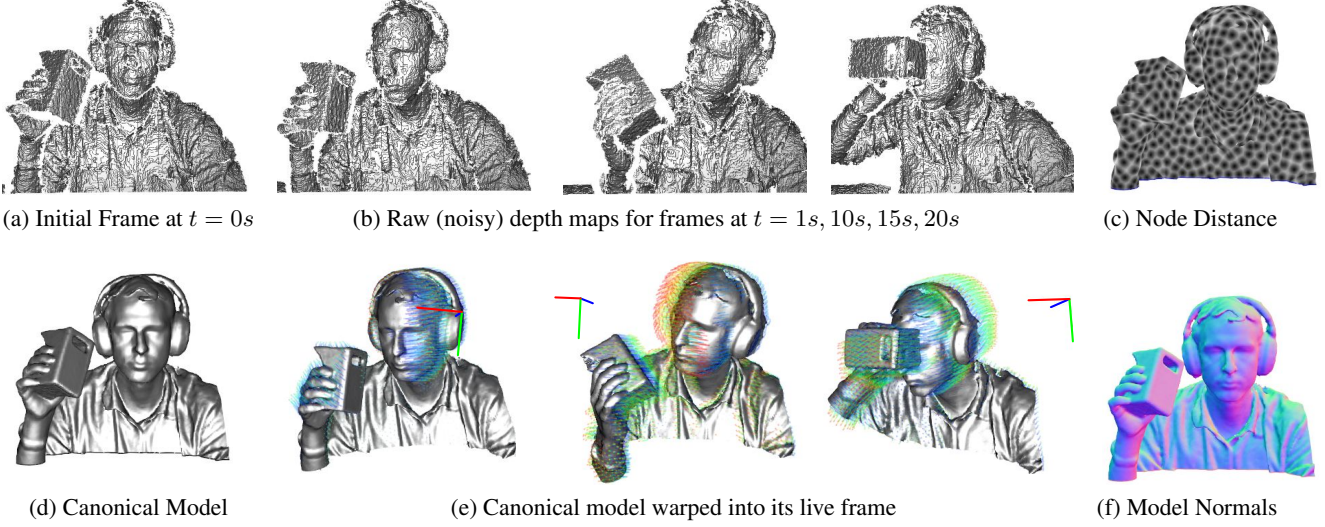 (a) Initial Frame at t = 0s
(b) Raw (noisy) depth maps for frames at t = 1s, 10s, 15s, 20s
(c) Node Distance
(d) Canonical Model
(e) Canonical model warped into its live frame
(f) Model Normals